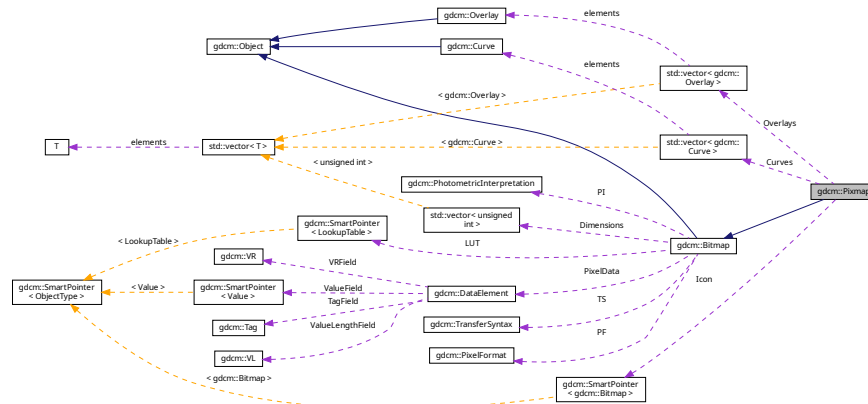 gdcm::Overlay
elements
gdcm::Object
gdcm::Curve
elements
std::vector< gdcm::
Overlay >
< gdcm::Overlay >
Overlays
T
elements
std::vector< T >
< gdcm::Curve >
std::vector< gdcm::
Curve >
Curves
< unsigned int >
gdcm::PhotometricInterpretation
PI
gdcm::Pixmap
std::vector< unsigned
int >
Dimensions
gdcm::SmartPointer
< LookupTable >
< LookupTable >
LUT
gdcm::Bitmap
gdcm::VR
VRField
PixelData
Icon
gdcm::SmartPointer
< ObjectType >
< Value >
gdcm::SmartPointer
< Value >
ValueField
gdcm::DataElement
TagField
TS
gdcm::Tag
ValueLengthField
gdcm::TransferSyntax
PF
gdcm::VL
gdcm::PixelFormat
< gdcm::Bitmap >
gdcm::SmartPointer
< gdcm::Bitmap >